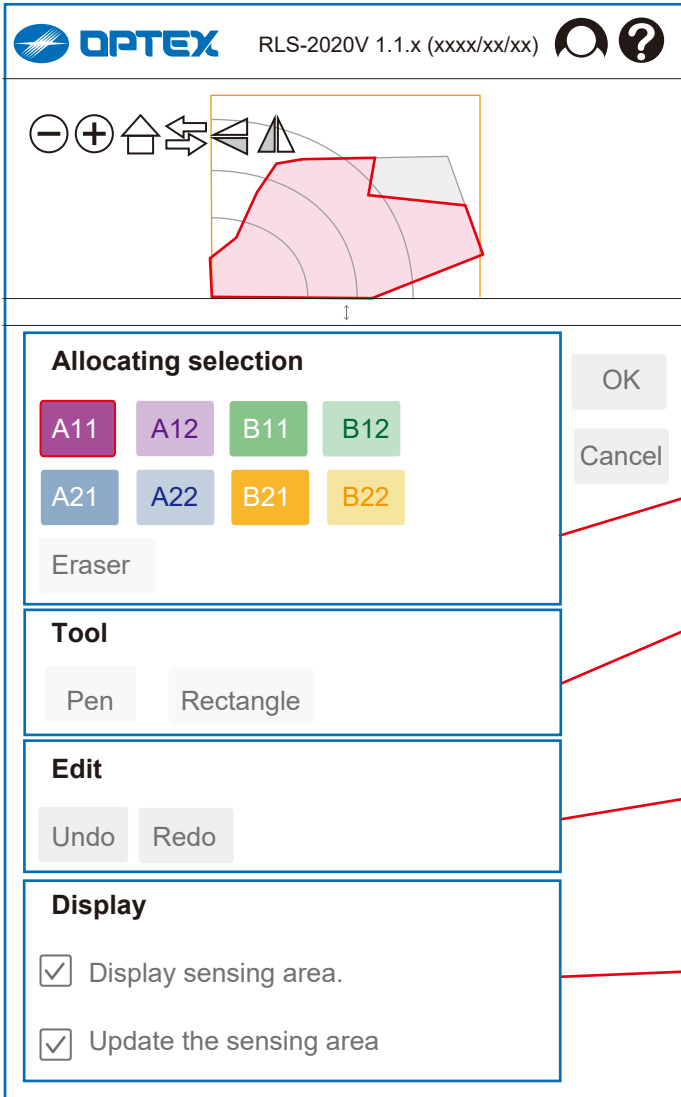 OPTEX RLS-2020V 1.1.x (xxxx/xx/xx)
Allocating selection
A11 A12 B11 B12
A21 A22 B21 B22
Eraser
OK
Cancel
Tool
Pen Rectangle
Edit
Undo Redo
Display
Display sensing area.
Update the sensing area